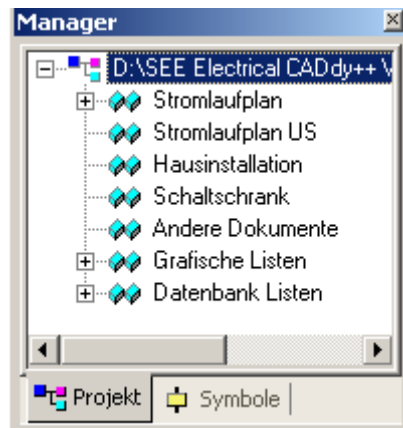 Manager
D:\SEE Electrical CADdy++ \
Stromlaufplan
Stromlaufplan US
Hausinstallation
Schaltschrank
Andere Dokumente
Grafische Listen
Datenbank Listen
Projekt Symbole